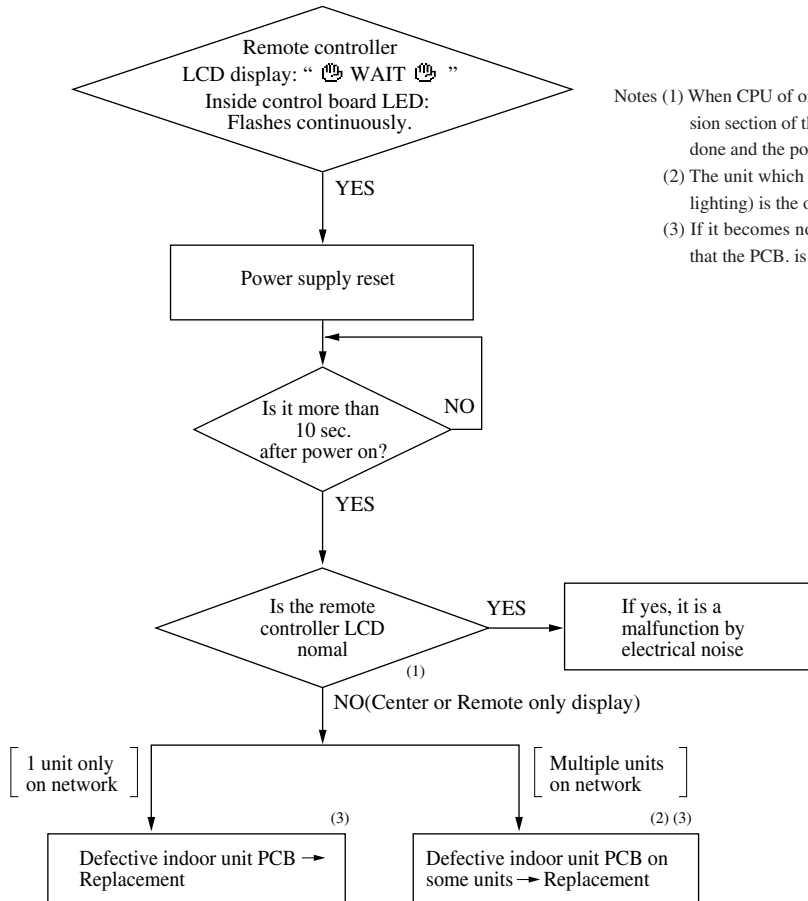 Remote controller
LCD display: “ WAIT ”
Inside control board LED:
Flashes continuously.
Notes (1) When CPU of
sion section of
done and the
(2) The unit which
lighting) is the
(3) If it becomes
that the PCB. is
YES
Power supply reset
Is it more than
10 sec.
after power on?
NO
YES
Is the remote
controller LCD
nomal
(1)
YES
If yes, it is a
malfunction by
electrical noise
NO(Center or Remote only display)
1 unit only
on network
Multiple units
on network
(3)
Defective indoor unit PCB →
Replacement
(2) (3)
Defective indoor unit PCB on
some units → Replacement